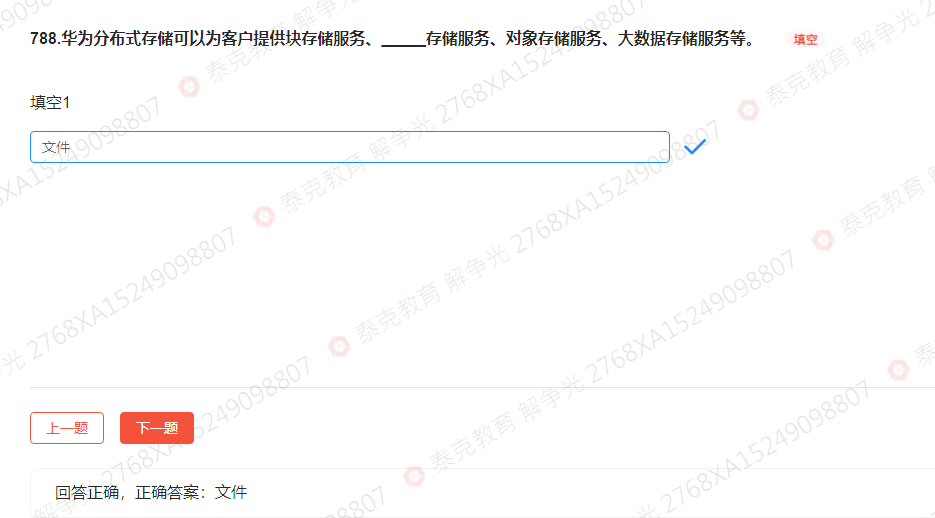 788.华为分布式存储可以为客户提供块存储服务、_____存储服务、对象存储服务、大数据存储服务等。 填空
填空1
文件
上一题 下一题
回答正确，正确答案：文件
泰克教育 解争光 2768XA15249098807